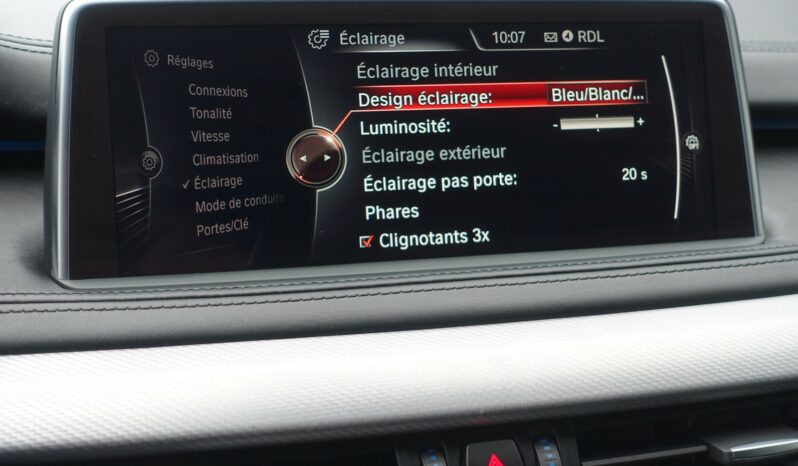 Éclairage 10:07 RDL
Réglages
Connexions
Tonalité
Vitesse
Climatisation
✓ Éclairage
Mode de conduite
Portes/Clé
Éclairage intérieur
Design éclairage: Bleu/Blanc/...
Luminosité: - +
Éclairage extérieur
Éclairage pas porte: 20 s
Phares
Clignotants 3x
OPT